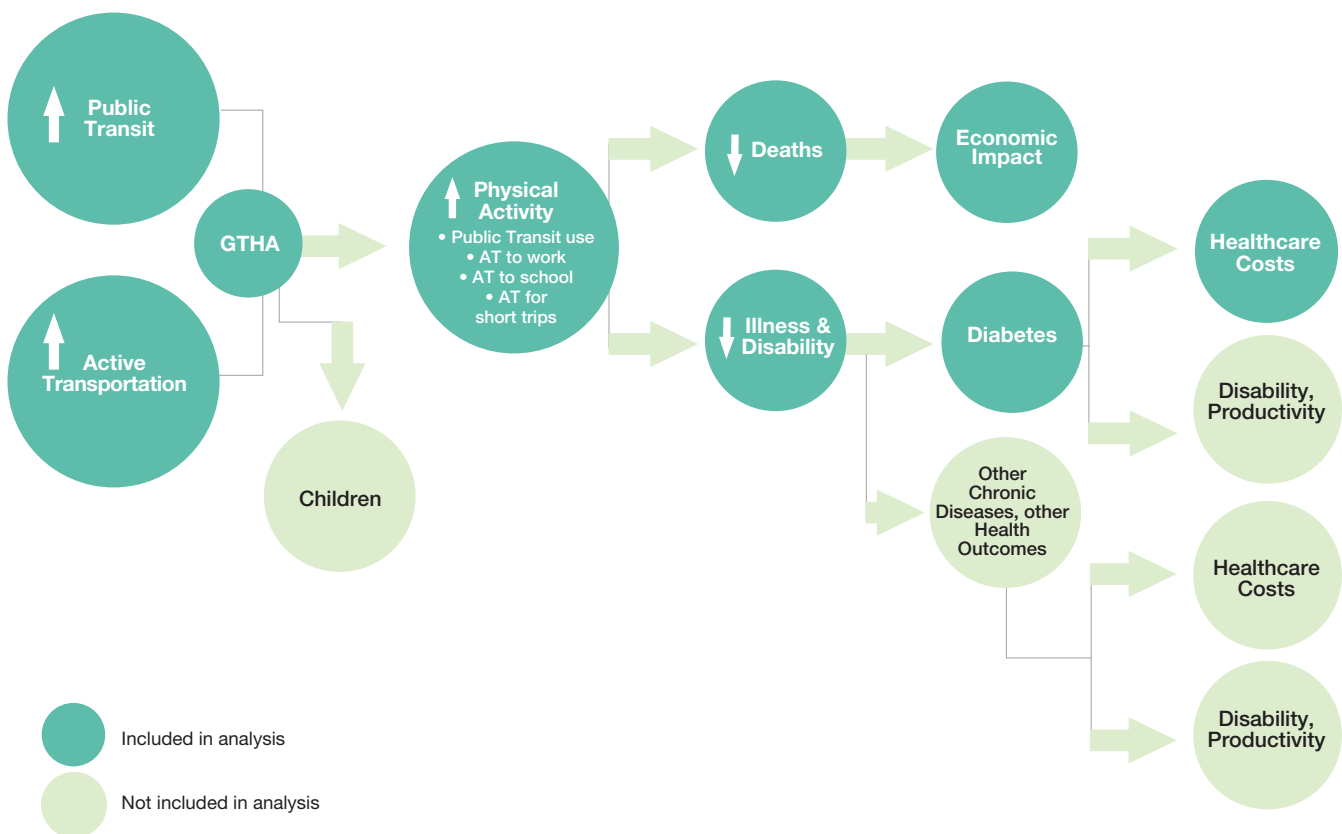 Public
Transit
GTHA
Active
Transportation
Children
Physical
Activity
• Public Transit use
• AT to work
• AT to school
• AT for
short trips
Deaths
Economic
Impact
Illness &
Disability
Diabetes
Healthcare
Costs
Disability,
Productivity
Other
Chronic
Diseases, other
Health
Outcomes
Healthcare
Costs
Disability,
Productivity
Included in analysis
Not included in analysis